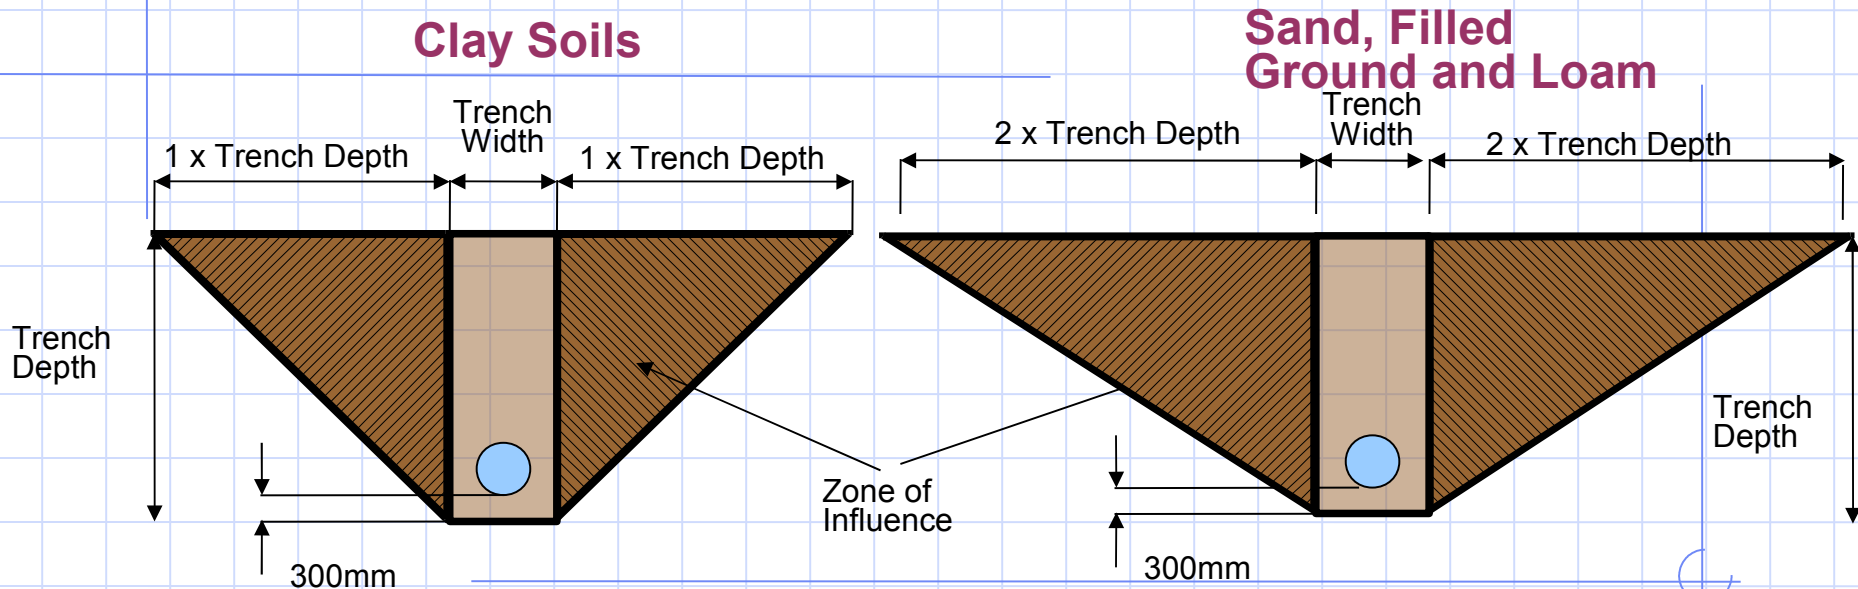 Clay Soils
Sand, Filled
Ground and Loam
1 x Trench Depth
Trench
Width
1 x Trench Depth
2 x Trench Depth
Trench
Width
2 x Trench Depth
Trench
Depth
Trench
Depth
Zone of
Influence
300mm
300mm